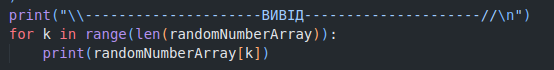 print("\\---------------------ВИВІД---------------------//\n")
for k in range(len(randomNumberArray)):
    print(randomNumberArray[k])